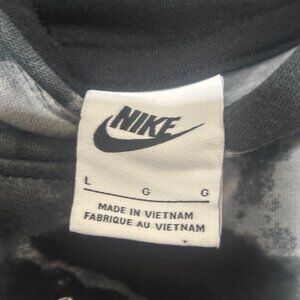 NIKE
L G G
MADE IN VIETNAM
FABRIQUE AU VIETNAM